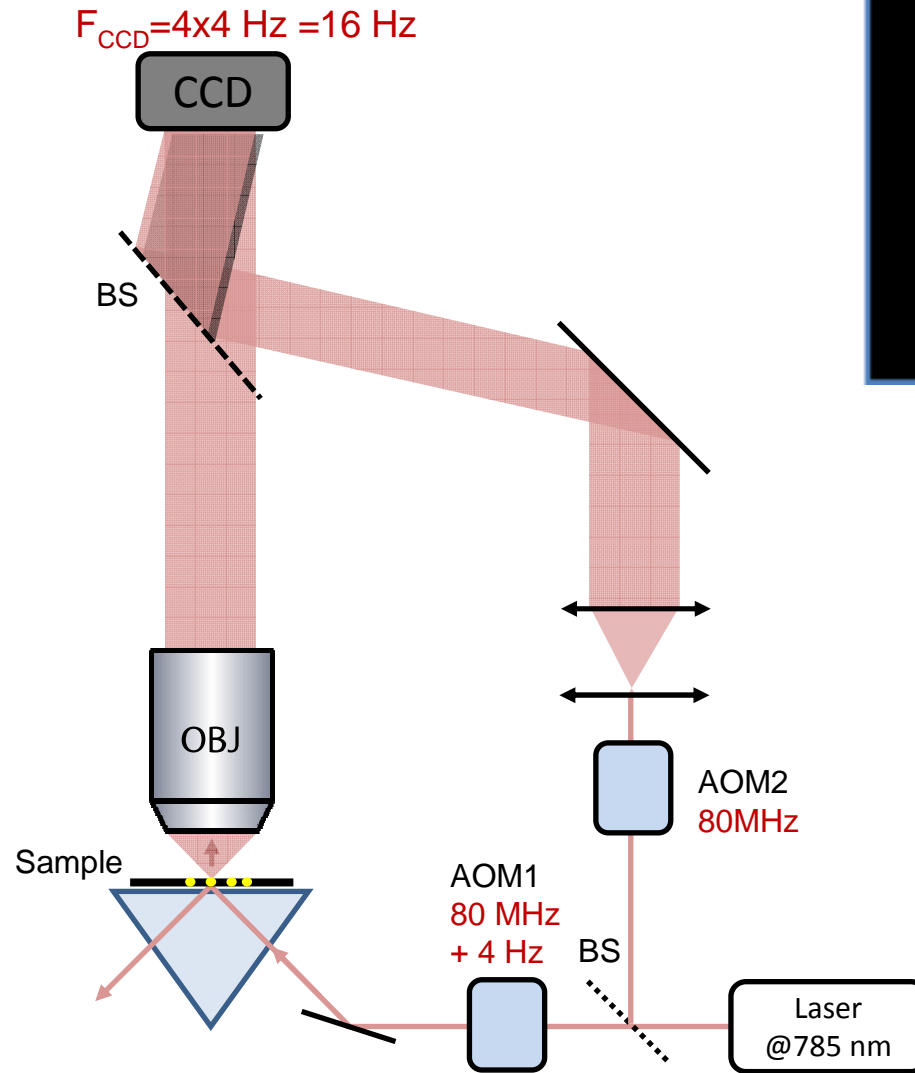 F_CCD=4x4 Hz =16 Hz
CCD
BS
OBJ
AOM2
80MHz
Sample
AOM1
80 MHz
+ 4 Hz
BS
Laser
@785 nm